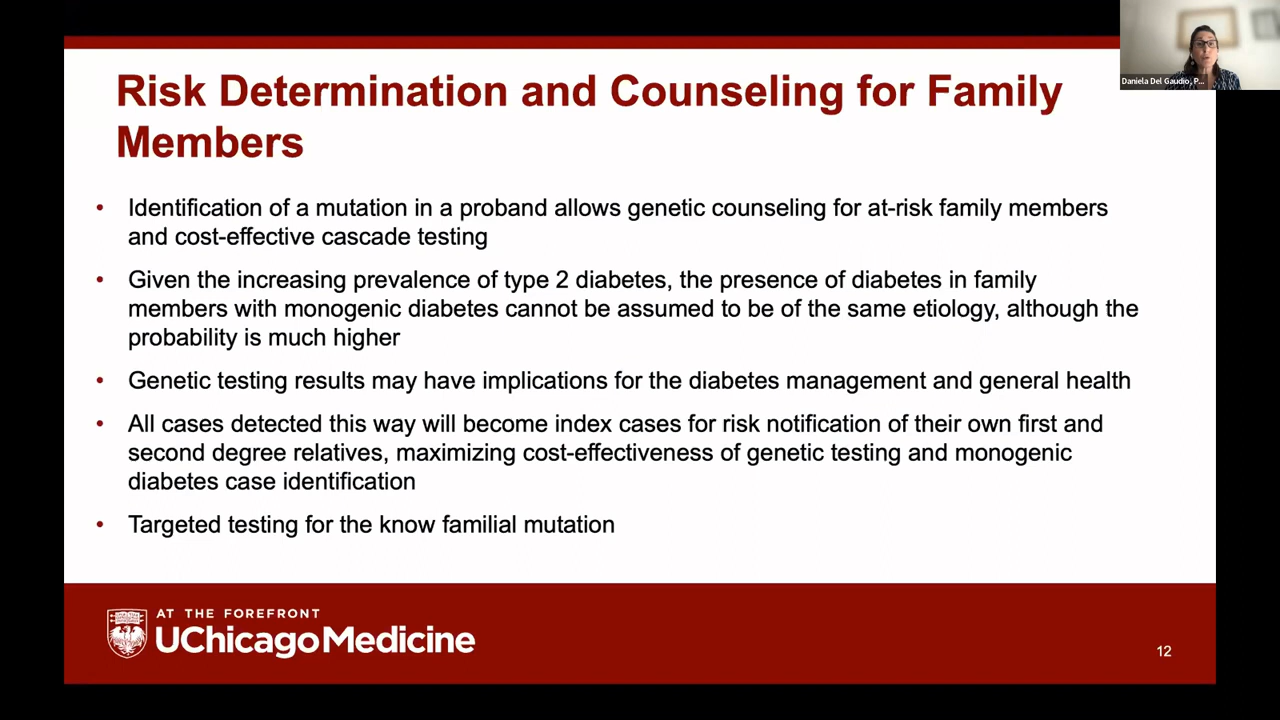 Daniela Del Gaudio, P...
Risk Determination and Counseling for Family
Members
• Identification of a mutation in a proband allows genetic counseling for at-risk family members
and cost-effective cascade testing
• Given the increasing prevalence of type 2 diabetes, the presence of diabetes in family
members with monogenic diabetes cannot be assumed to be of the same etiology, although the
probability is much higher
• Genetic testing results may have implications for the diabetes management and general health
• All cases detected this way will become index cases for risk notification of their own first and
second degree relatives, maximizing cost-effectiveness of genetic testing and monogenic
diabetes case identification
• Targeted testing for the know familial mutation
AT THE FOREFRONT
UChicagoMedicine
12